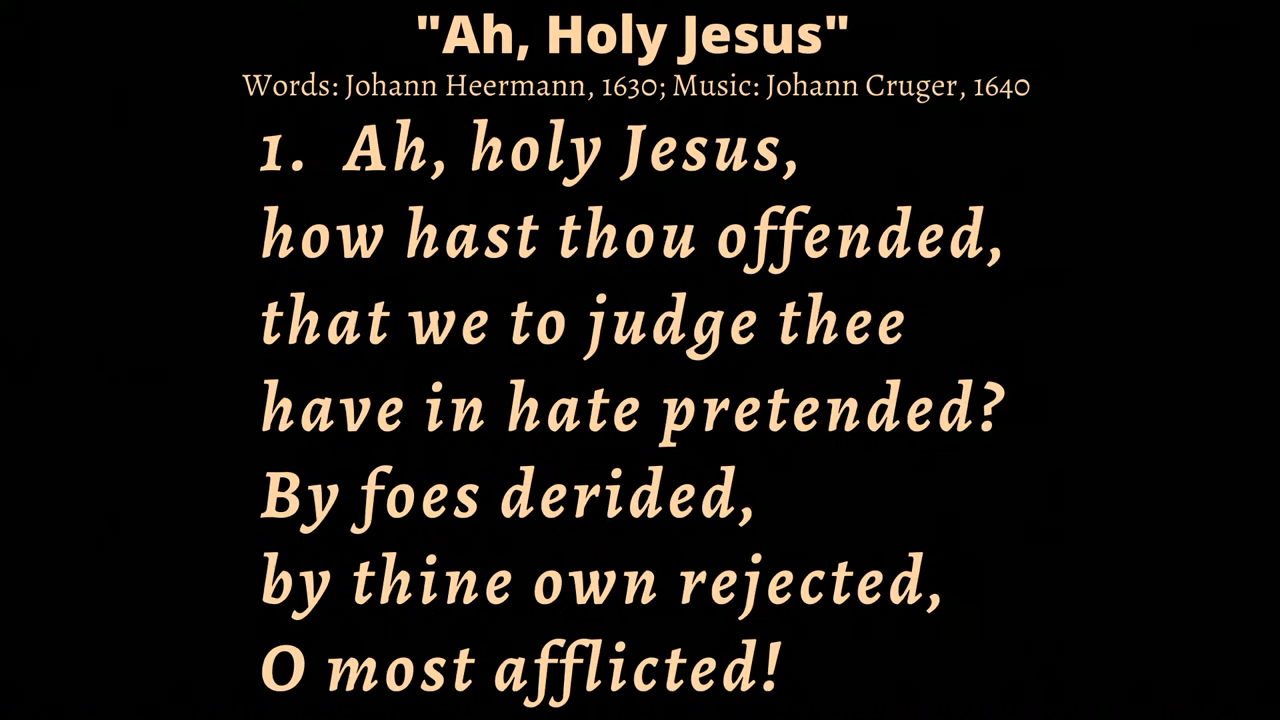 "Ah, Holy Jesus"
Words: Johann Heermann, 1630; Music: Johann Cruger, 1640
1. Ah, holy Jesus,
how hast thou offended,
that we to judge thee
have in hate pretended?
By foes derided,
by thine own rejected,
O most afflicted!